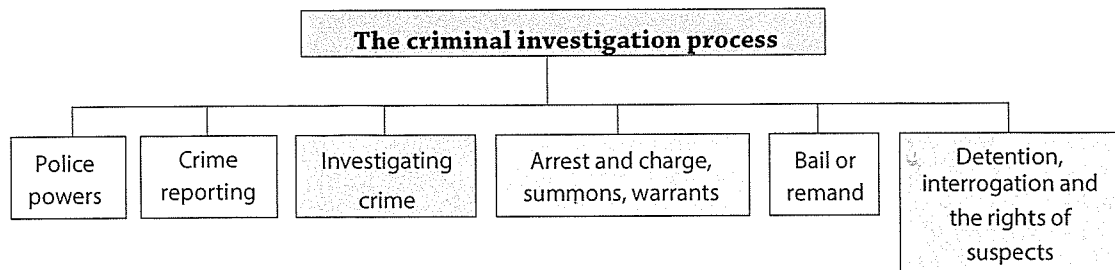 The criminal investigation process
Police
powers
Crime
reporting
Investigating
crime
Arrest and charge,
summons, warrants
Bail or
remand
Detention,
interrogation and
the rights of
suspects